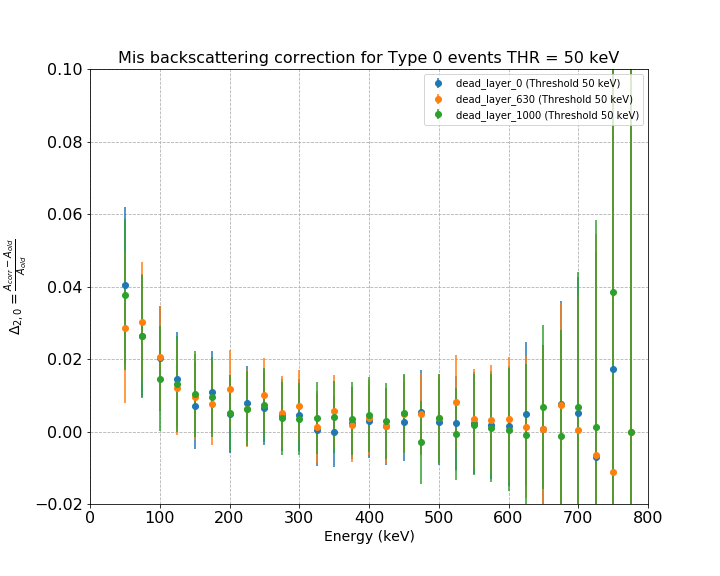 Mis backscattering correction for Type 0 events THR = 50 keV
0.10
0.08
0.06
0.04
0.02
0.00
−0.02
Δ2,0 = Acorr − Aold / Aold
dead_layer_0 (Threshold 50 keV)
dead_layer_630 (Threshold 50 keV)
dead_layer_1000 (Threshold 50 keV)
0 100 200 300 400 500 600 700 800
Energy (keV)